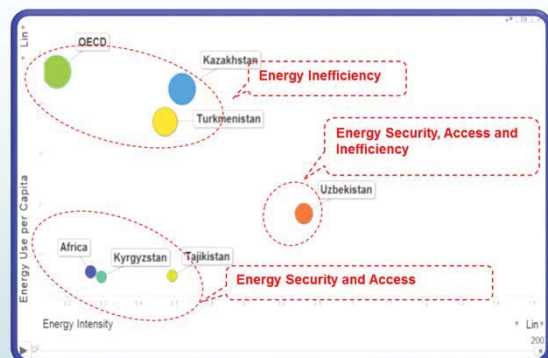 Lin
OECD
Kazakhstan
Energy Inefficiency
Turkmenistan
Energy Security, Access and
Inefficiency
Uzbekistan
Energy Use per Capita
Africa
Kyrgyzstan
Tajikistan
Energy Security and Access
Energy Intensity
Lin
200